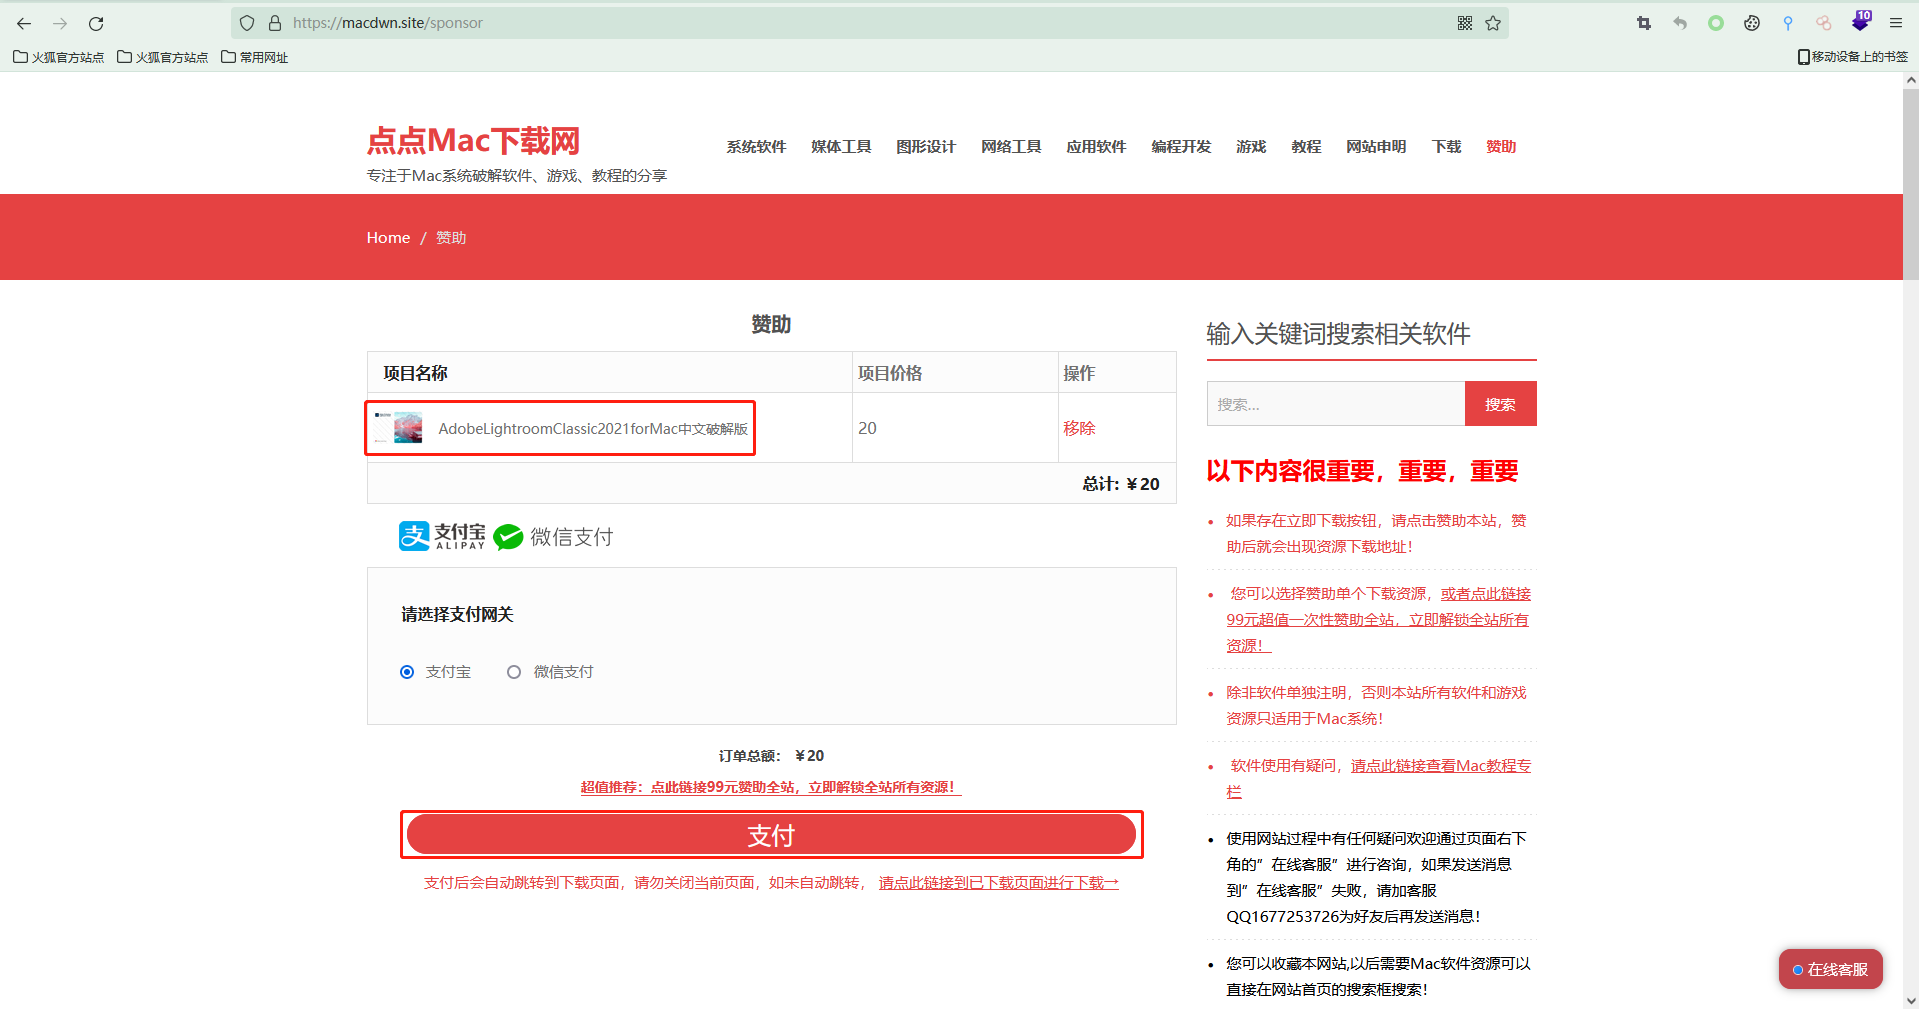 https://macdwn.site/sponsor
10
火狐官方站点
火狐官方站点
常用网址
移动设备上的书签
点点Mac下载网
专注于Mac系统破解软件、游戏、教程的分享
系统软件 媒体工具 图形设计 网络工具 应用软件 编程开发 游戏 教程 网站申明 下载 赞助
Home / 赞助
赞助
项目名称 项目价格 操作
AdobeLightroomClassic2021forMac中文破解版 20 移除
总计: ￥20
支付宝 ALIPAY 微信支付
请选择支付网关
支付宝 微信支付
订单总额: ￥20
超值推荐：点此链接99元赞助全站，立即解锁全站所有资源！
支付
支付后会自动跳转到下载页面，请勿关闭当前页面，如未自动跳转， 请点此链接到已下载页面进行下载→
输入关键词搜索相关软件
搜索... 搜索
以下内容很重要，重要，重要
如果存在立即下载按钮，请点击赞助本站，赞
助后就会出现资源下载地址！
您可以选择赞助单个下载资源，或者点此链接
99元超值一次性赞助全站，立即解锁全站所有
资源！
除非软件单独注明，否则本站所有软件和游戏
资源只适用于Mac系统！
软件使用有疑问，请点此链接查看Mac教程专
栏
使用网站过程中有任何疑问欢迎通过页面右下
角的”在线客服”进行咨询，如果发送消息
到”在线客服”失败，请加客服
QQ1677253726为好友后再发送消息！
您可以收藏本网站,以后需要Mac软件资源可以
直接在网站首页的搜索框搜索！
在线客服